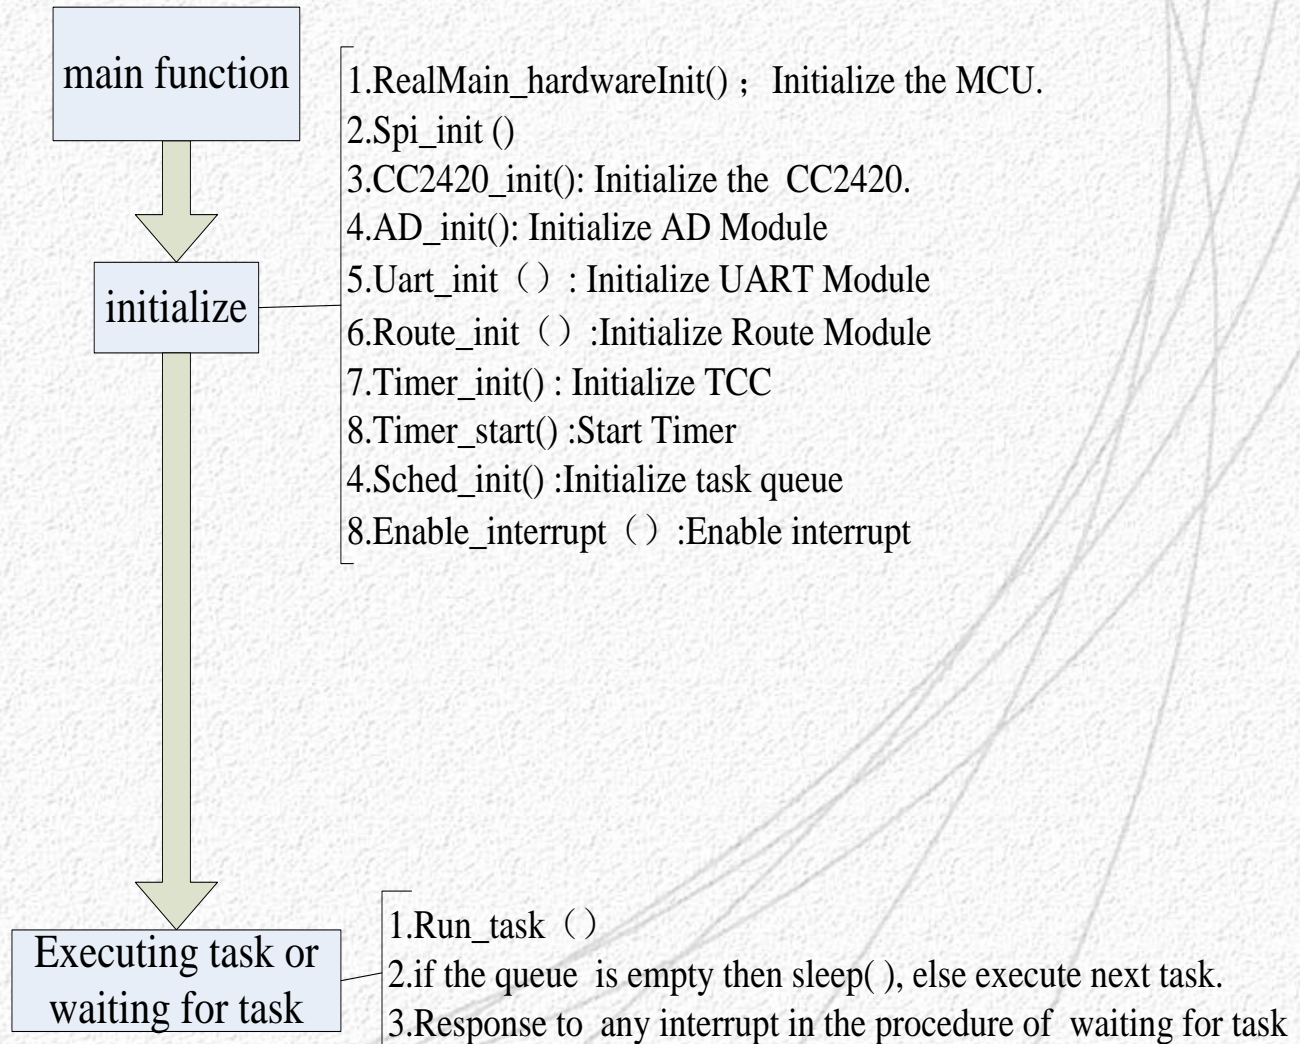 main function
1.RealMain_hardwareInit() ；Initialize the MCU.
2.Spi_init ()
3.CC2420_init(): Initialize the  CC2420.
4.AD_init(): Initialize AD Module
5.Uart_init（）: Initialize UART Module
6.Route_init（）:Initialize Route Module
7.Timer_init() : Initialize TCC
8.Timer_start() :Start Timer
4.Sched_init() :Initialize task queue
8.Enable_interrupt（）:Enable interrupt
initialize
Executing task or
waiting for task
1.Run_task（）
2.if the queue  is empty then sleep( ), else execute next task.
3.Response to  any interrupt in the procedure of  waiting for task